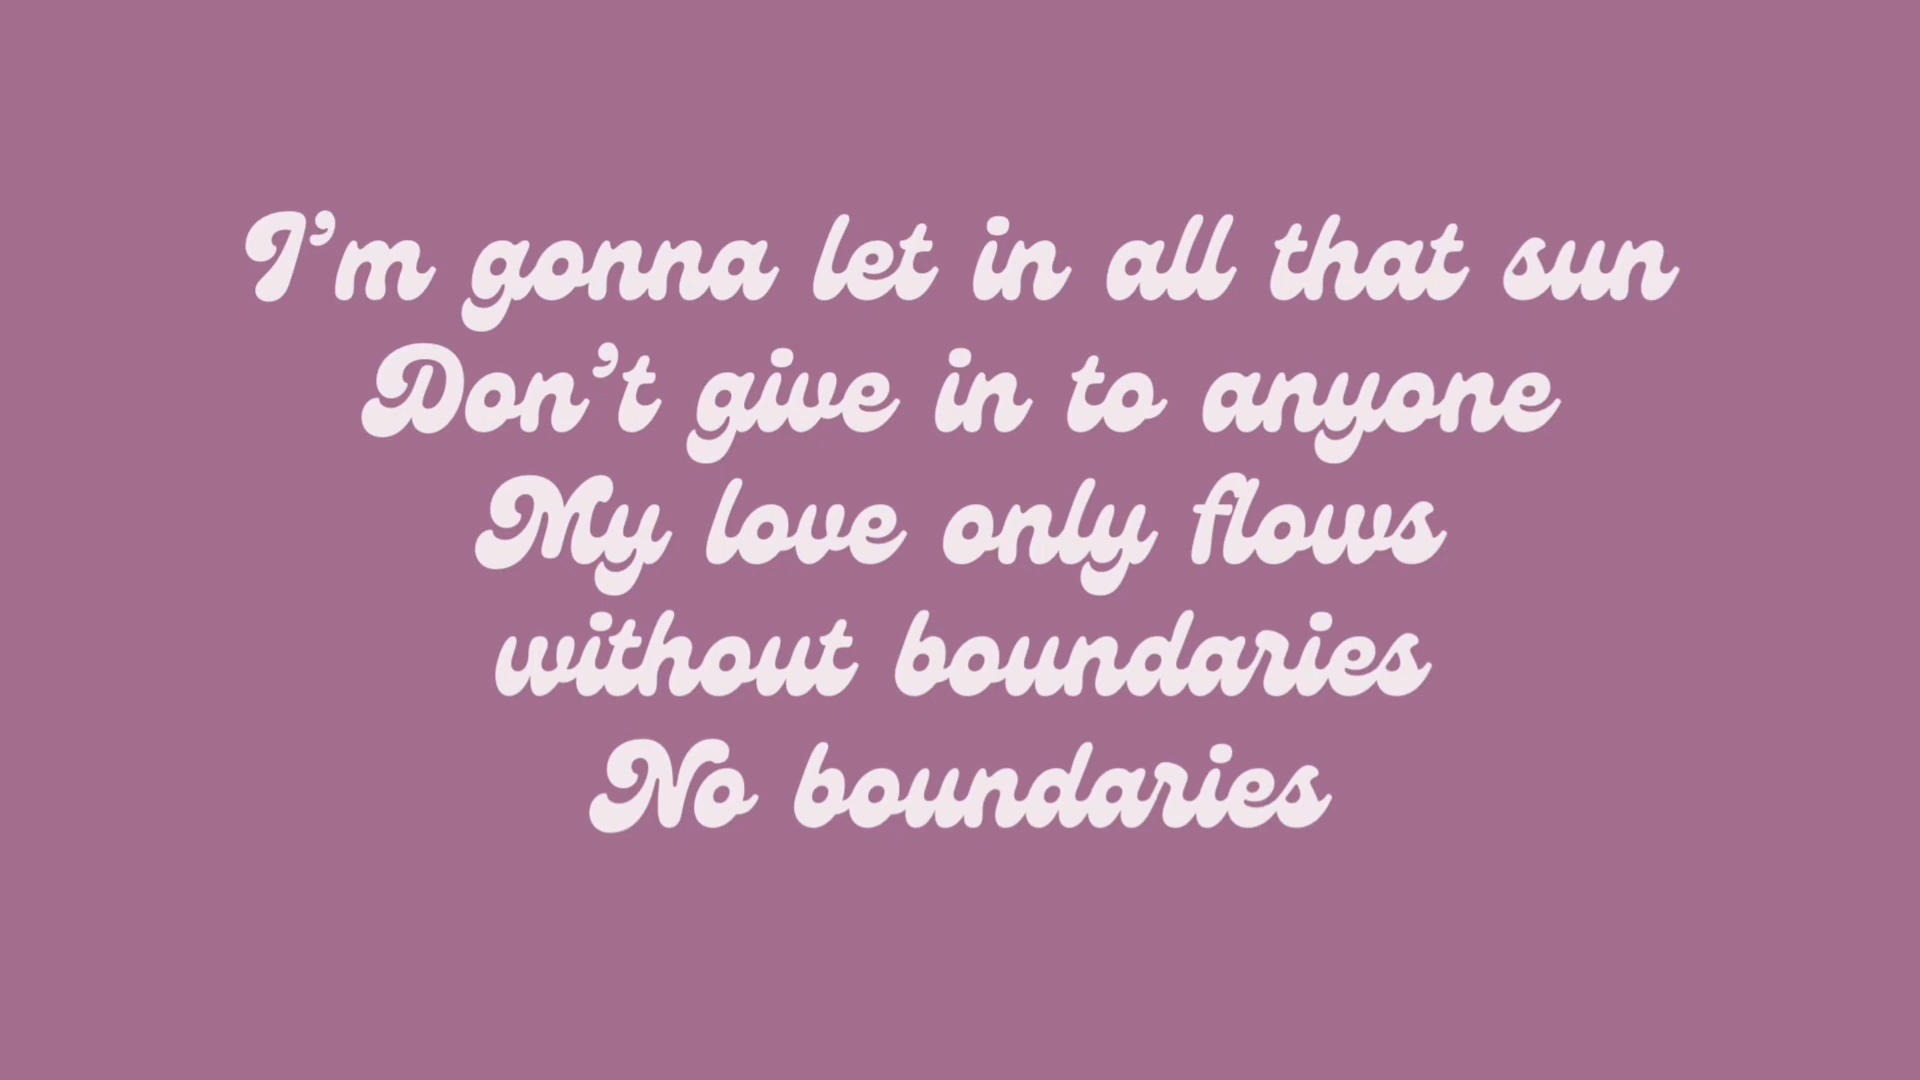 I’m gonna let in all that sun
Don’t give in to anyone
My love only flows
without boundaries
No boundaries